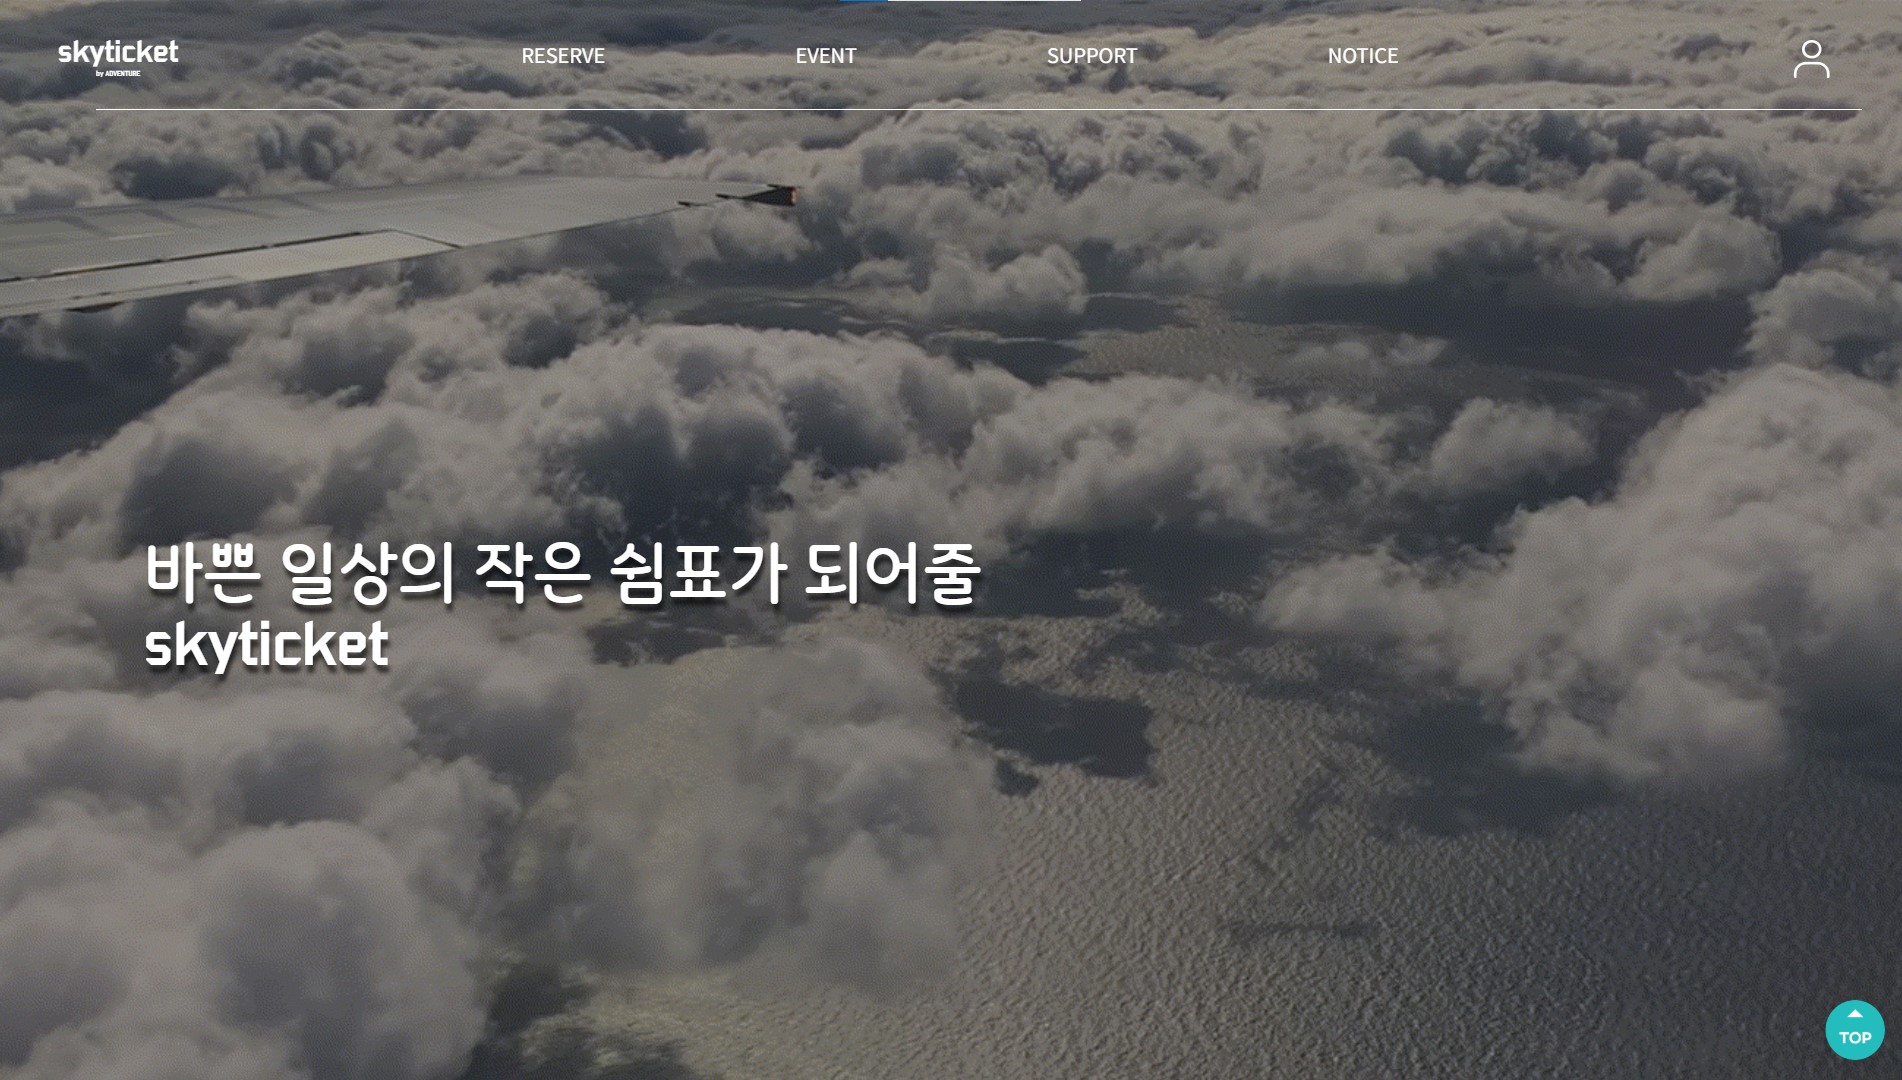 skyticket
by ADVENTURE
RESERVE
EVENT
SUPPORT
NOTICE
바쁜 일상의 작은 쉼표가 되어줄
skyticket
TOP